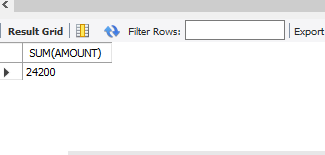 Result Grid Filter Rows: Export
SUM(AMOUNT)
24200